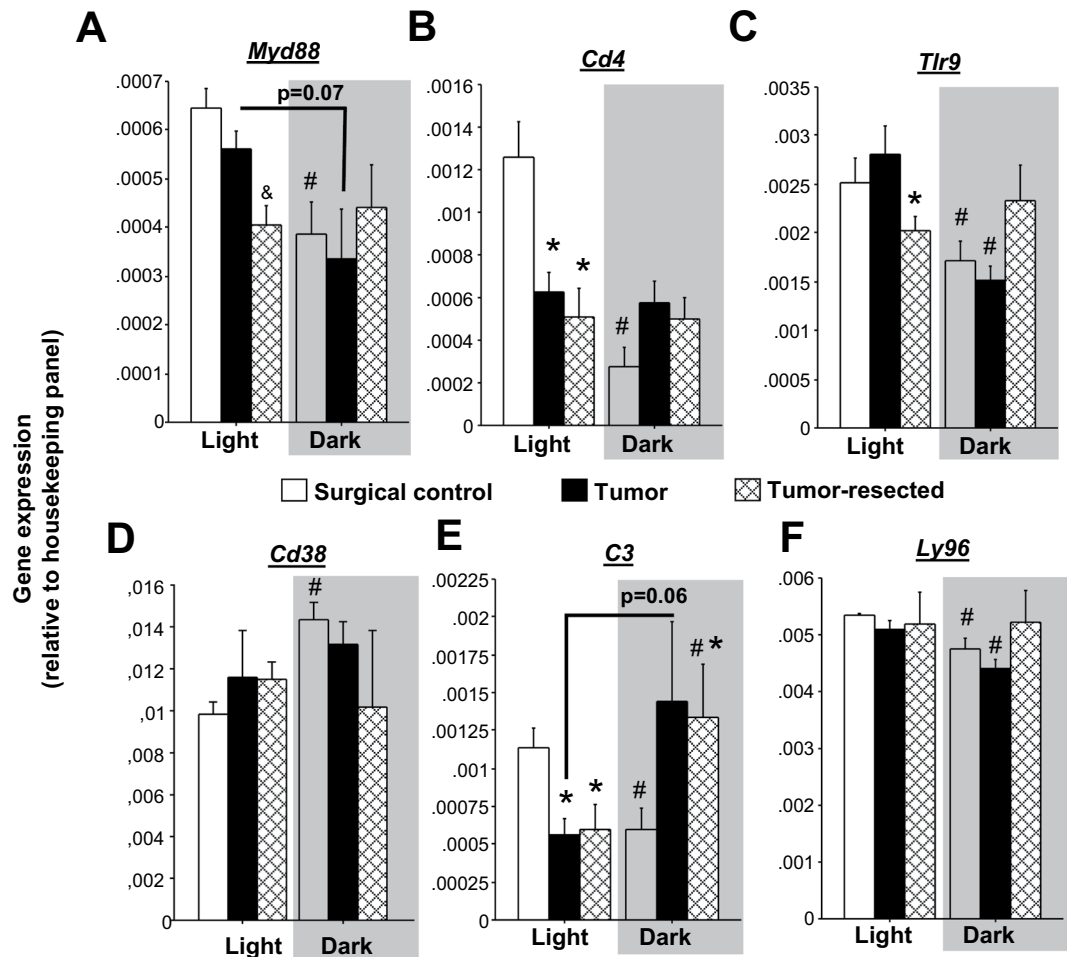 A
Myd88
.0007
.0006
.0005
.0004
.0003
.0002
.0001
0
p=0.07
&
#
Light
Dark
B
Cd4
.0016
.0014
.0012
.001
.0008
.0006
.0004
.0002
0
*
*
#
Light
Dark
C
Tlr9
.0035
.003
.0025
.002
.0015
.001
.0005
0
*
#
#
Light
Dark
Gene expression
(relative to housekeeping panel)
Surgical control
Tumor
Tumor-resected
D
Cd38
,016
,014
,012
,01
,008
,006
,004
,002
0
#
Light
Dark
E
C3
.00225
.002
.00175
.0015
.00125
.001
.00075
.0005
.00025
0
p=0.06
*
*
#
# *
Light
Dark
F
Ly96
.006
.005
.004
.003
.002
.001
0
#
#
Light
Dark